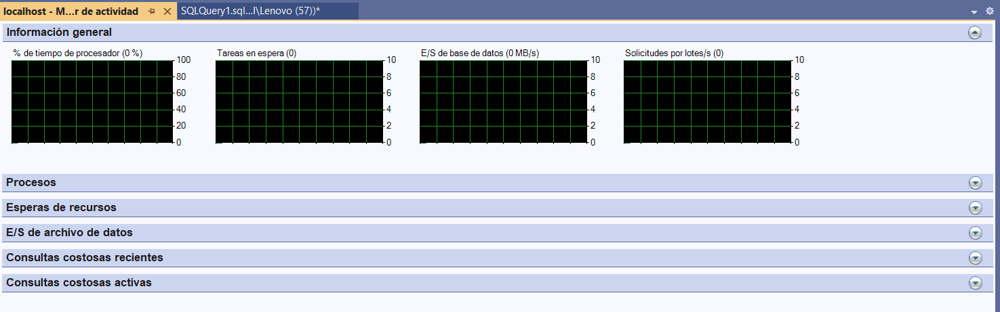 localhost - M...r de actividad SQLQuery1.sql...l\Lenovo (57))*
Información general
% de tiempo de procesador (0 %)
100
80
60
40
20
0
Tareas en espera (0)
10
8
6
4
2
0
E/S de base de datos (0 MB/s)
10
8
6
4
2
0
Solicitudes por lotes/s (0)
10
8
6
4
2
0
Procesos
Esperas de recursos
E/S de archivo de datos
Consultas costosas recientes
Consultas costosas activas